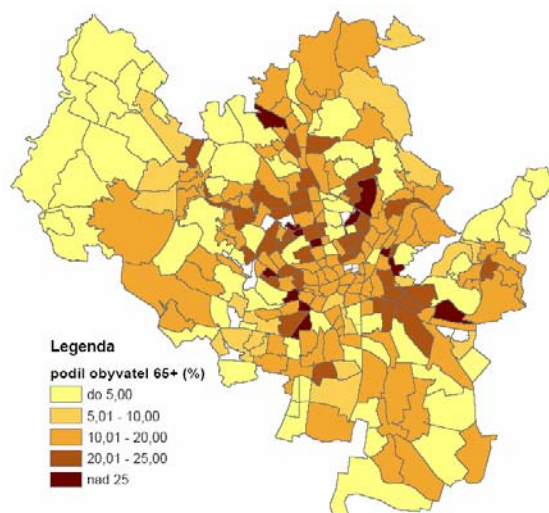 Legenda
podíl obyvatel 65+ (%)
do 5,00
5,01 - 10,00
10,01 - 20,00
20,01 - 25,00
nad 25